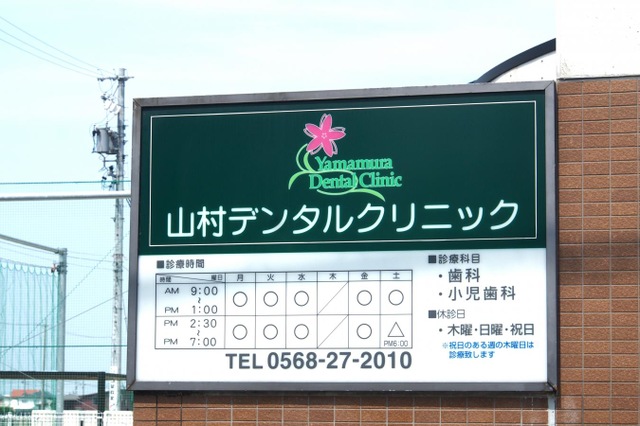 Yamamura
Dental Clinic
山村デンタルクリニック
■診療時間
時間 曜日 月 火 水 木 金 土
AM 9:00 ～ PM 1:00 ○ ○ ○ ／ ○ ○
PM 2:30 ～ PM 7:00 ○ ○ ○ ／ ○ △ PM6:00
TEL 0568-27-2010
■診療科目
・歯科
・小児歯科
■休診日
・木曜・日曜・祝日
※祝日のある週の木曜日は
診療致します